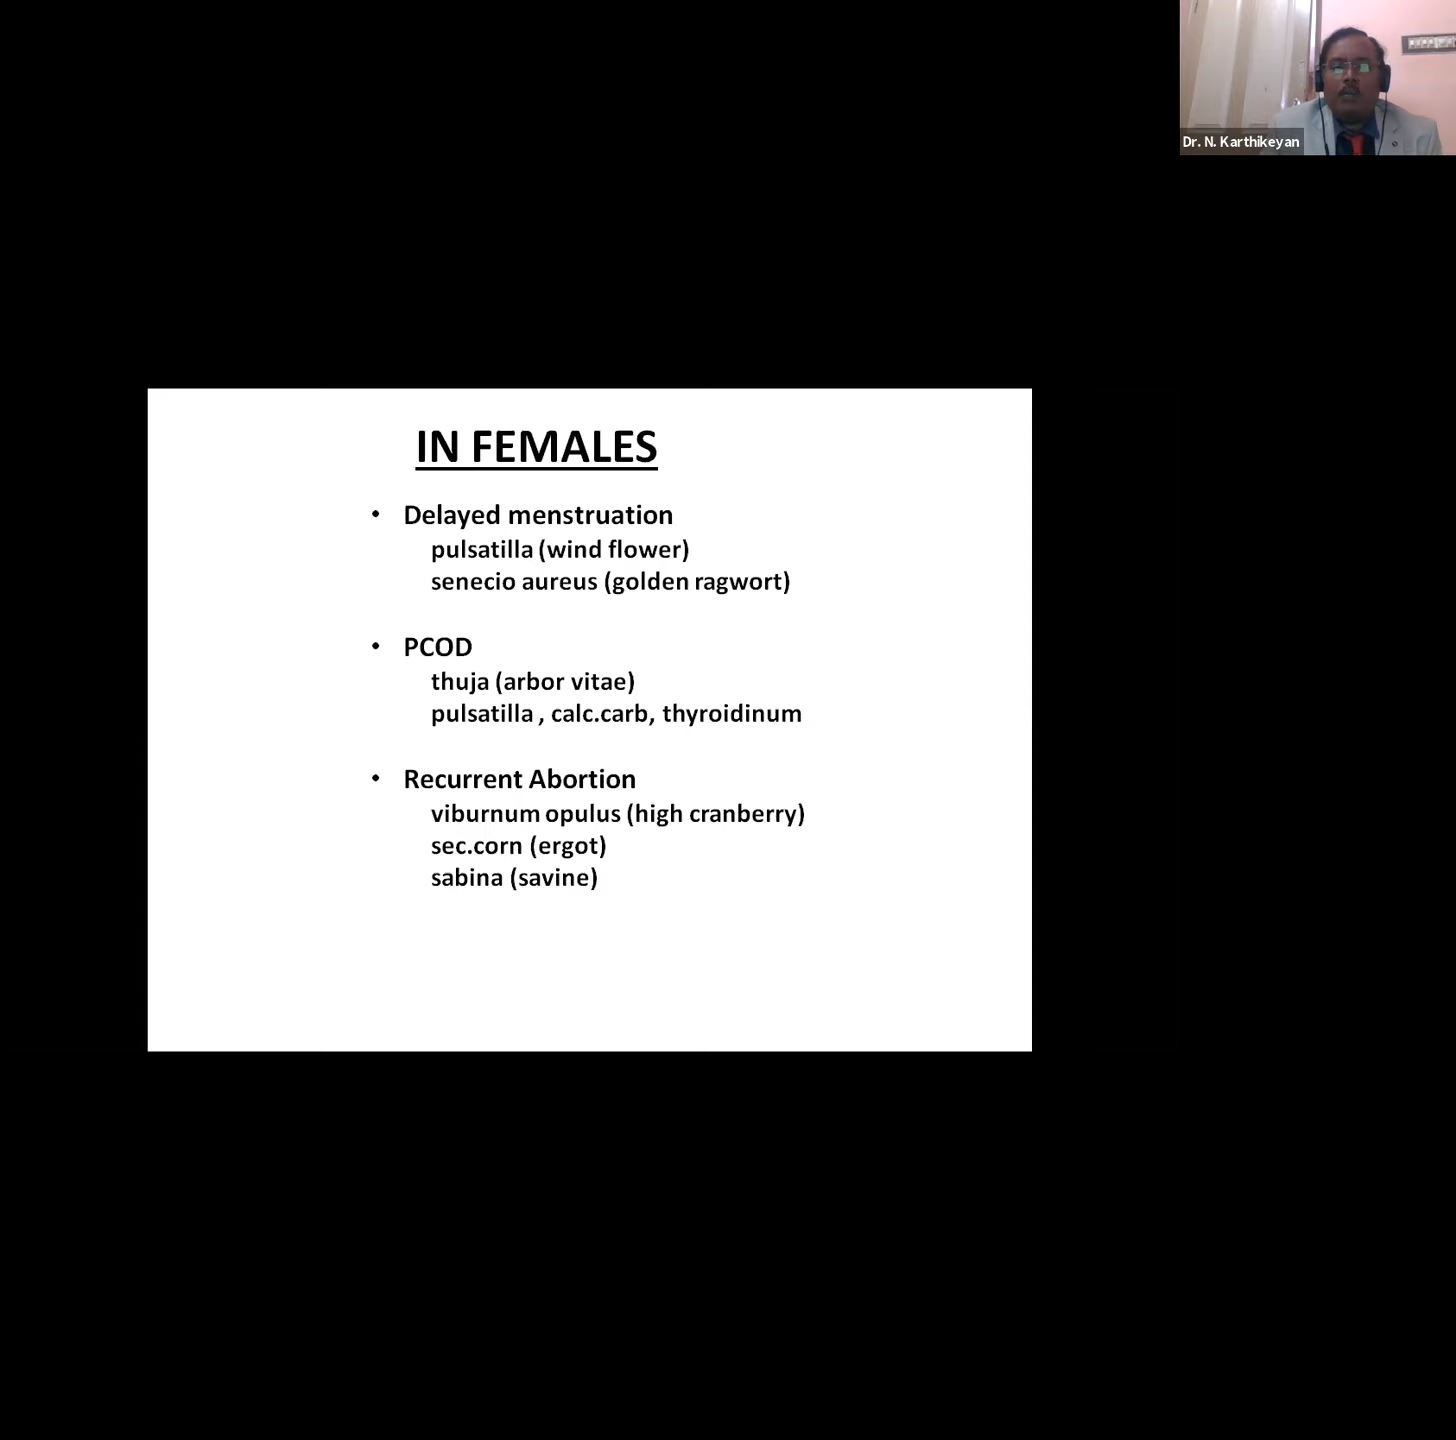 Dr. N. Karthikeyan
IN FEMALES
• Delayed menstruation
pulsatilla (wind flower)
senecio aureus (golden ragwort)
• PCOD
thuja (arbor vitae)
pulsatilla , calc.carb, thyroidinum
• Recurrent Abortion
viburnum opulus (high cranberry)
sec.corn (ergot)
sabina (savine)